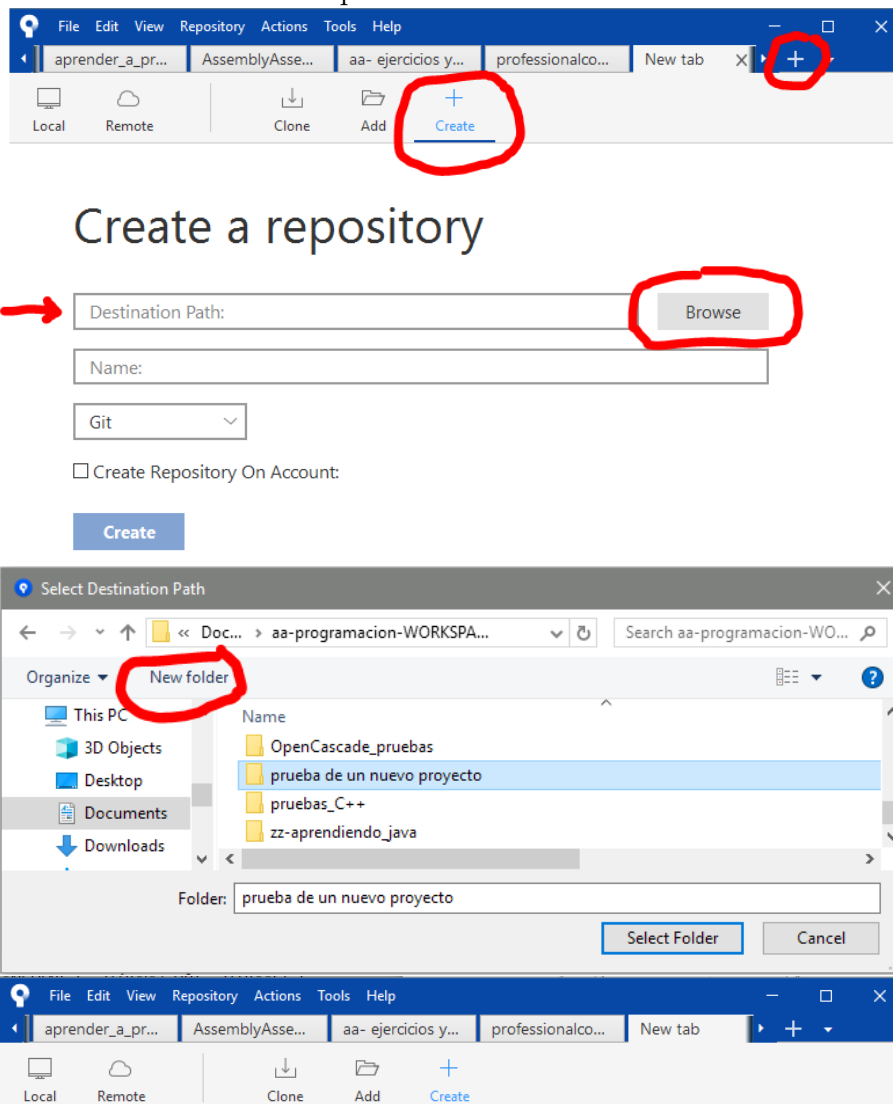 File Edit View Repository Actions Tools Help
aprender_a_pr... AssemblyAsse... aa- ejercicios y... professionalco... New tab
Local Remote Clone Add Create
Create a repository
Destination Path: Browse
Name:
Git
Create Repository On Account:
Create
Select Destination Path
« Doc... › aa-programacion-WORKSPA... Search aa-programacion-WO...
Organize New folder
This PC Name
3D Objects OpenCascade_pruebas
Desktop prueba de un nuevo proyecto
Documents pruebas_C++
Downloads zz-aprendiendo_java
Folder: prueba de un nuevo proyecto
Select Folder Cancel
File Edit View Repository Actions Tools Help
aprender_a_pr... AssemblyAsse... aa- ejercicios y... professionalco... New tab
Local Remote Clone Add Create